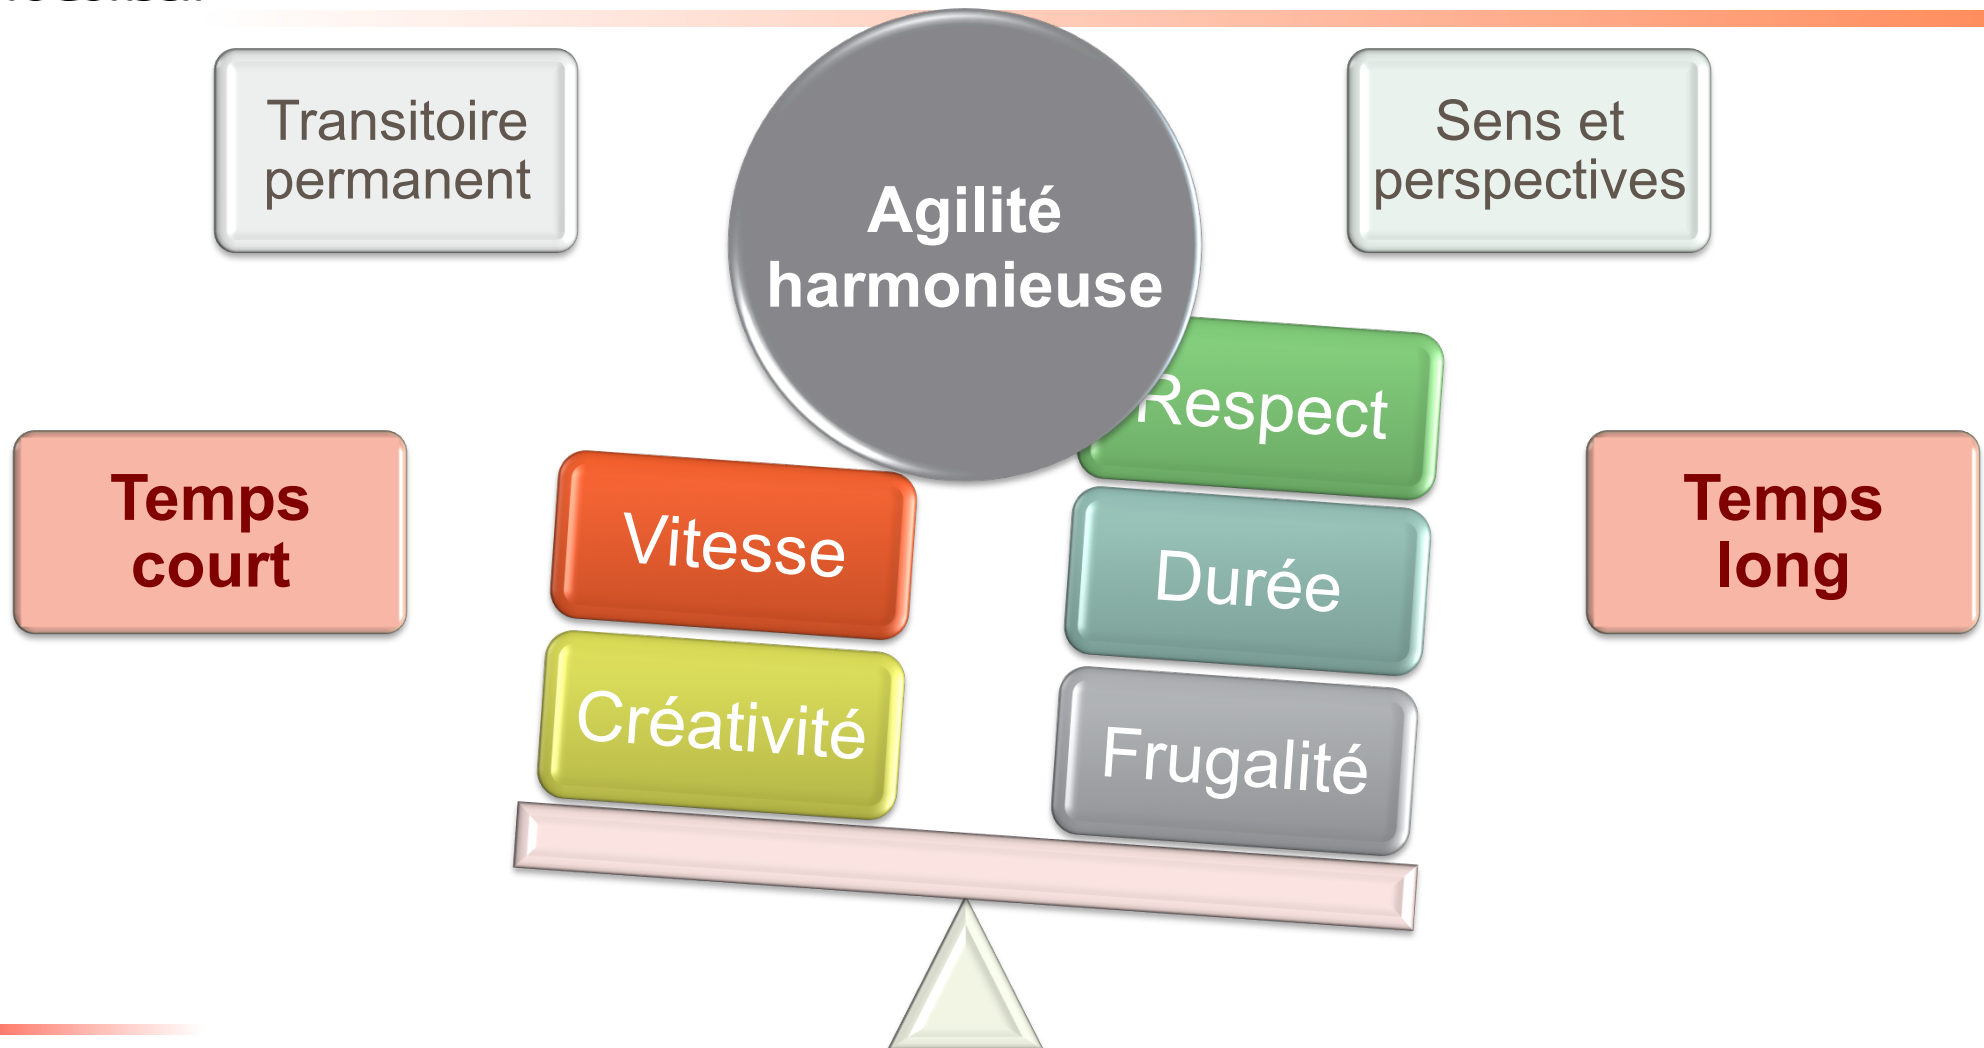 Transitoire
permanent
Agilité
harmonieuse
Sens et
perspectives
Respect
Temps
court
Vitesse
Durée
Temps
long
Créativité
Frugalité